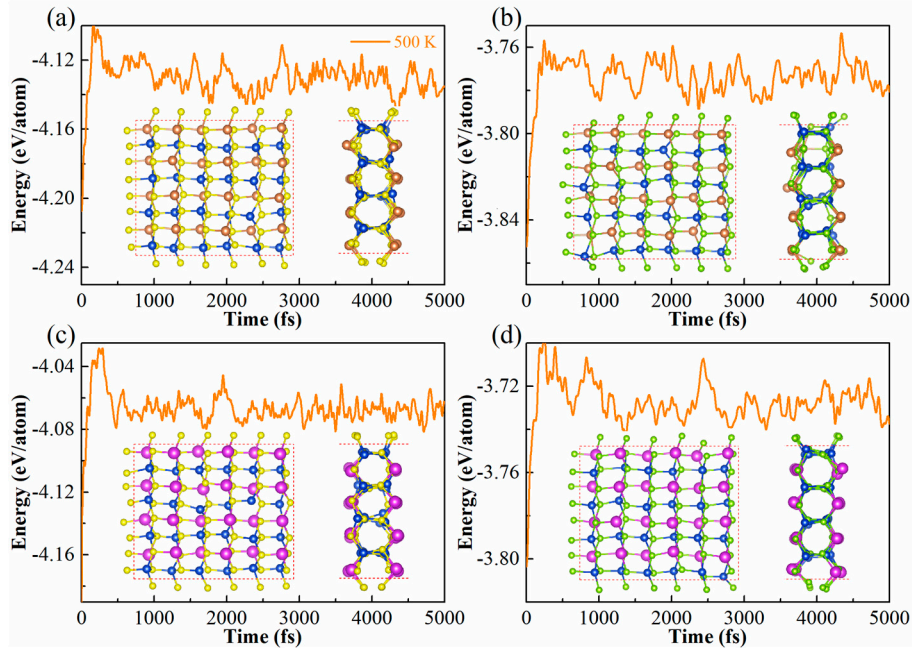 (a)
500 K
Energy (eV/atom)
-4.12
-4.16
-4.20
-4.24
0 1000 2000 3000 4000 5000
Time (fs)
(b)
Energy (eV/atom)
-3.76
-3.80
-3.84
0 1000 2000 3000 4000 5000
Time (fs)
(c)
Energy (eV/atom)
-4.04
-4.08
-4.12
-4.16
0 1000 2000 3000 4000 5000
Time (fs)
(d)
Energy (eV/atom)
-3.72
-3.76
-3.80
0 1000 2000 3000 4000 5000
Time (fs)